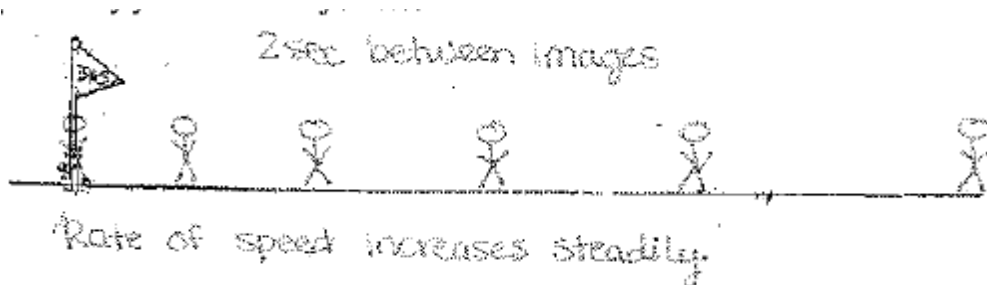 2 sec between images
Rate of speed increases steadily.